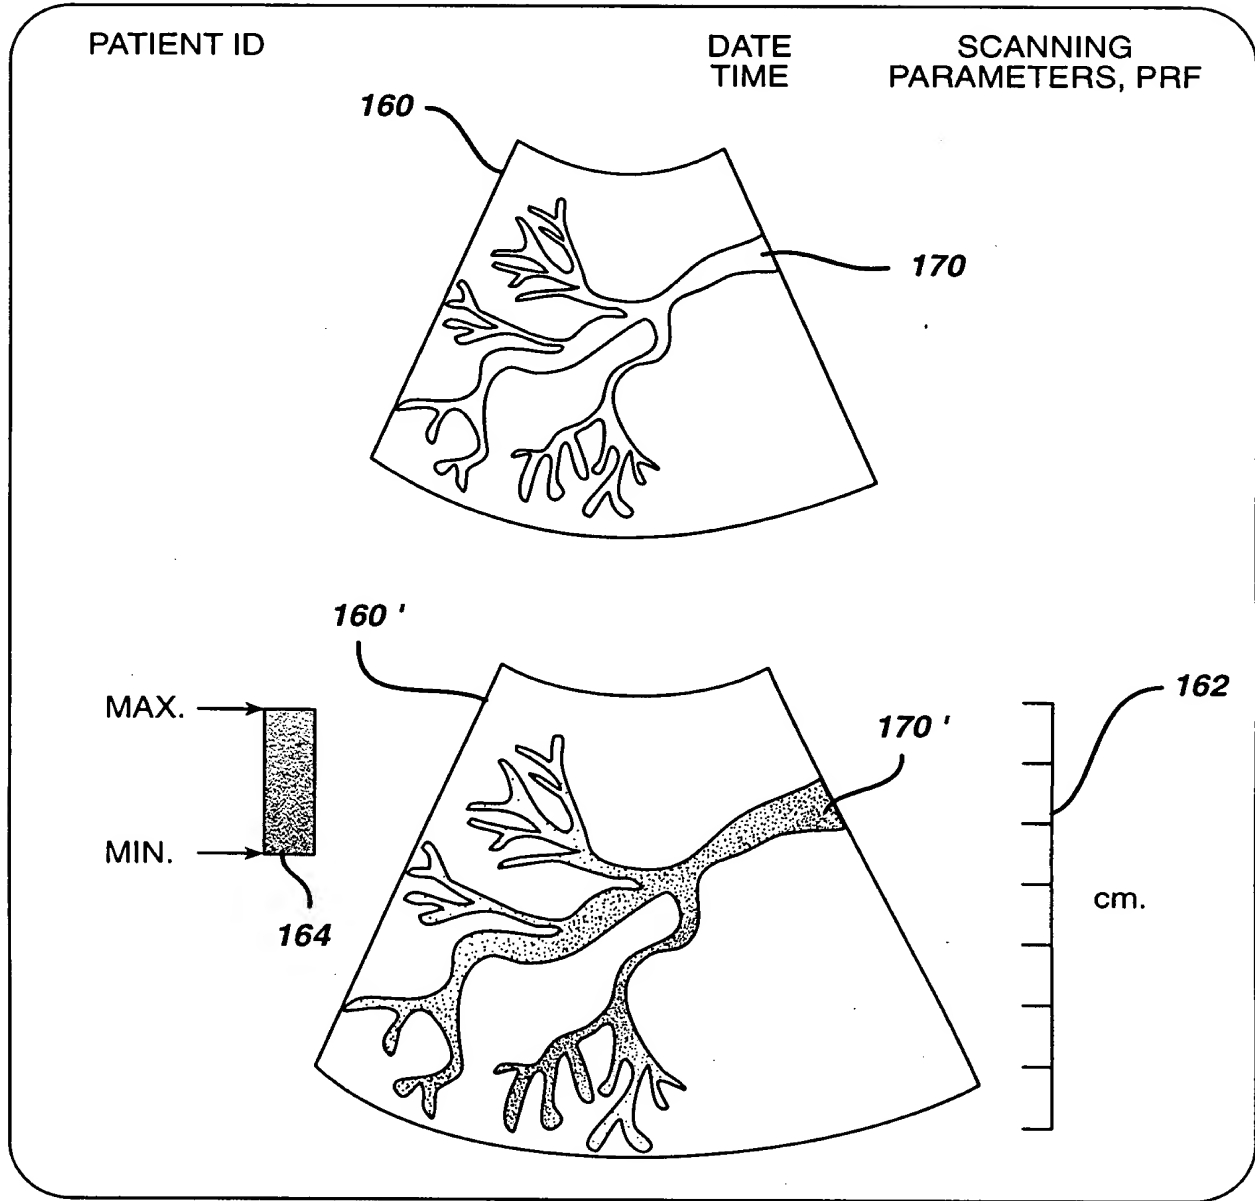 PATIENT ID
DATE
TIME
SCANNING
PARAMETERS, PRF
160
170
160 '
162
MAX.
170 '
MIN.
cm.
164